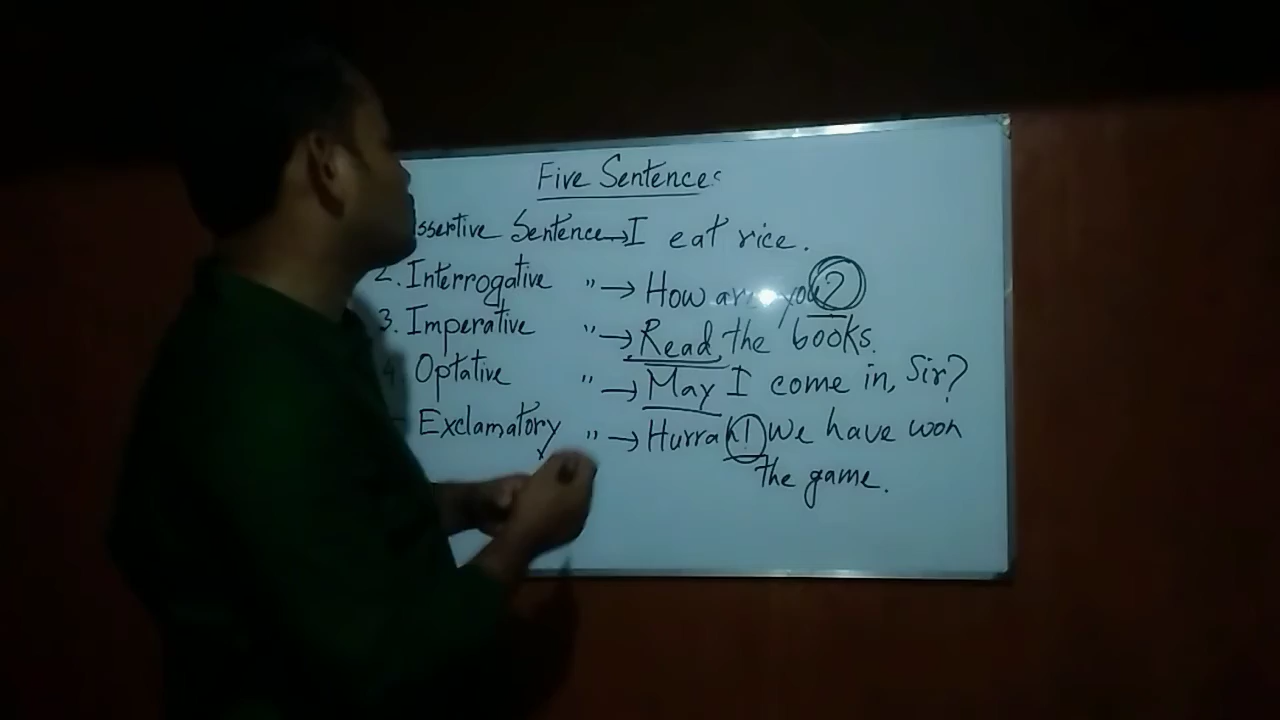 Five Sentences
ssertive Sentence→I eat rice.
2. Interrogative " → How are you?
3. Imperative " → Read the books.
4 Optative " → May I come in, Sir?
Exclamatory " → Hurrah! We have won
the game.